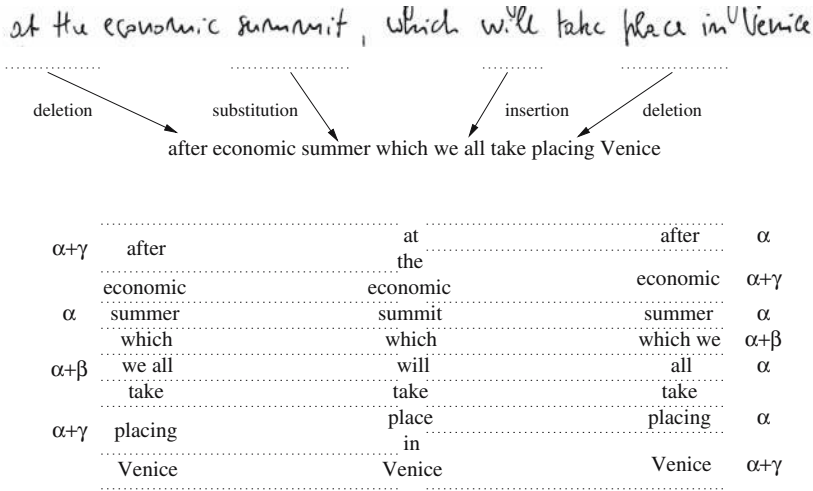 at the economic summit, which will take place in Venice
deletion substitution insertion deletion
after economic summer which we all take placing Venice
α+γ after at after α
the
economic economic economic α+γ
α summer summit summer α
which which which we α+β
α+β we all will all α
take take take
α+γ placing place placing α
in
Venice Venice Venice α+γ